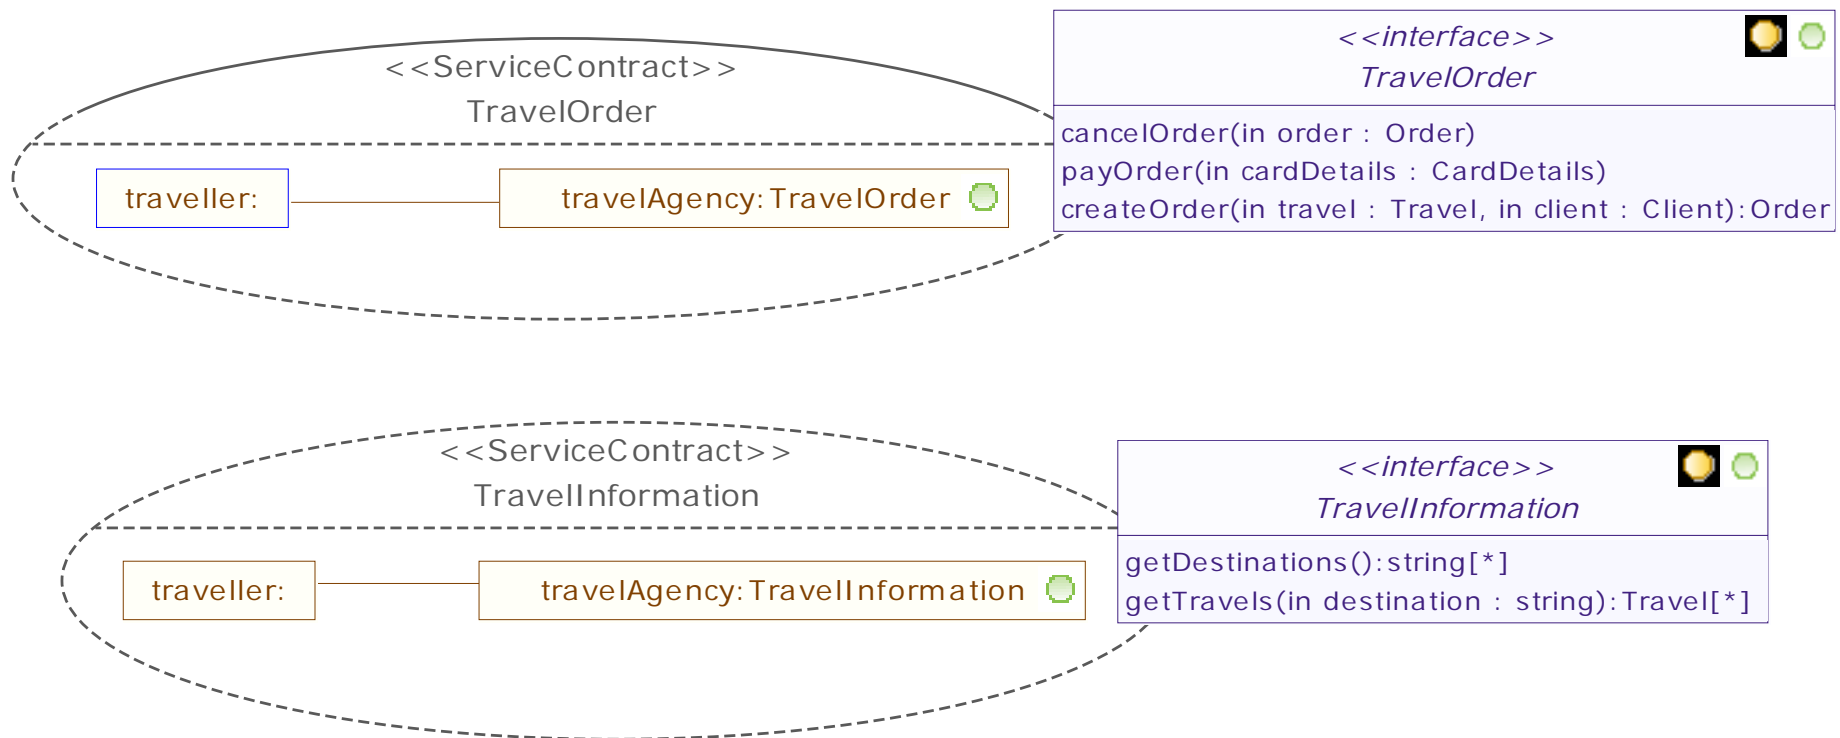 <<ServiceContract>>
TravelOrder
traveller:
travelAgency:TravelOrder
<<interface>>
TravelOrder
cancelOrder(in order : Order)
payOrder(in cardDetails : CardDetails)
createOrder(in travel : Travel, in client : Client):Order
<<ServiceContract>>
TravelInformation
traveller:
travelAgency:TravelInformation
<<interface>>
TravelInformation
getDestinations():string[*]
getTravels(in destination : string):Travel[*]